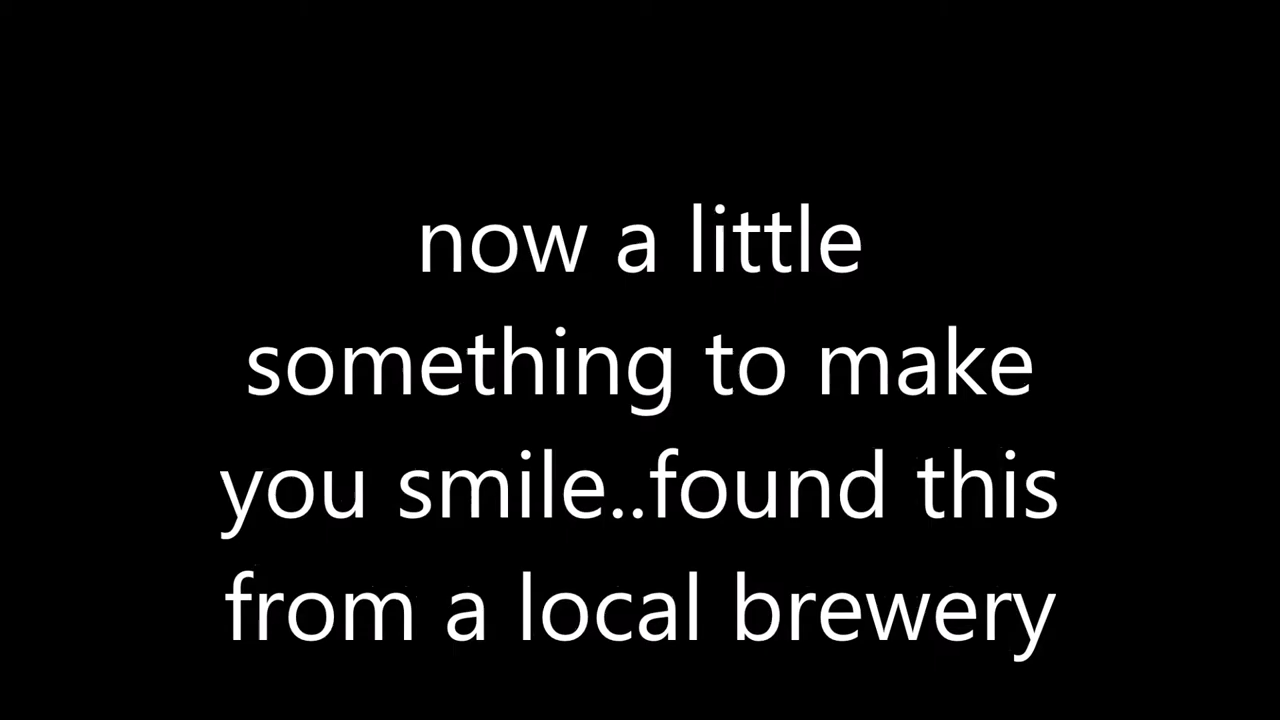 now a little
something to make
you smile..found this
from a local brewery